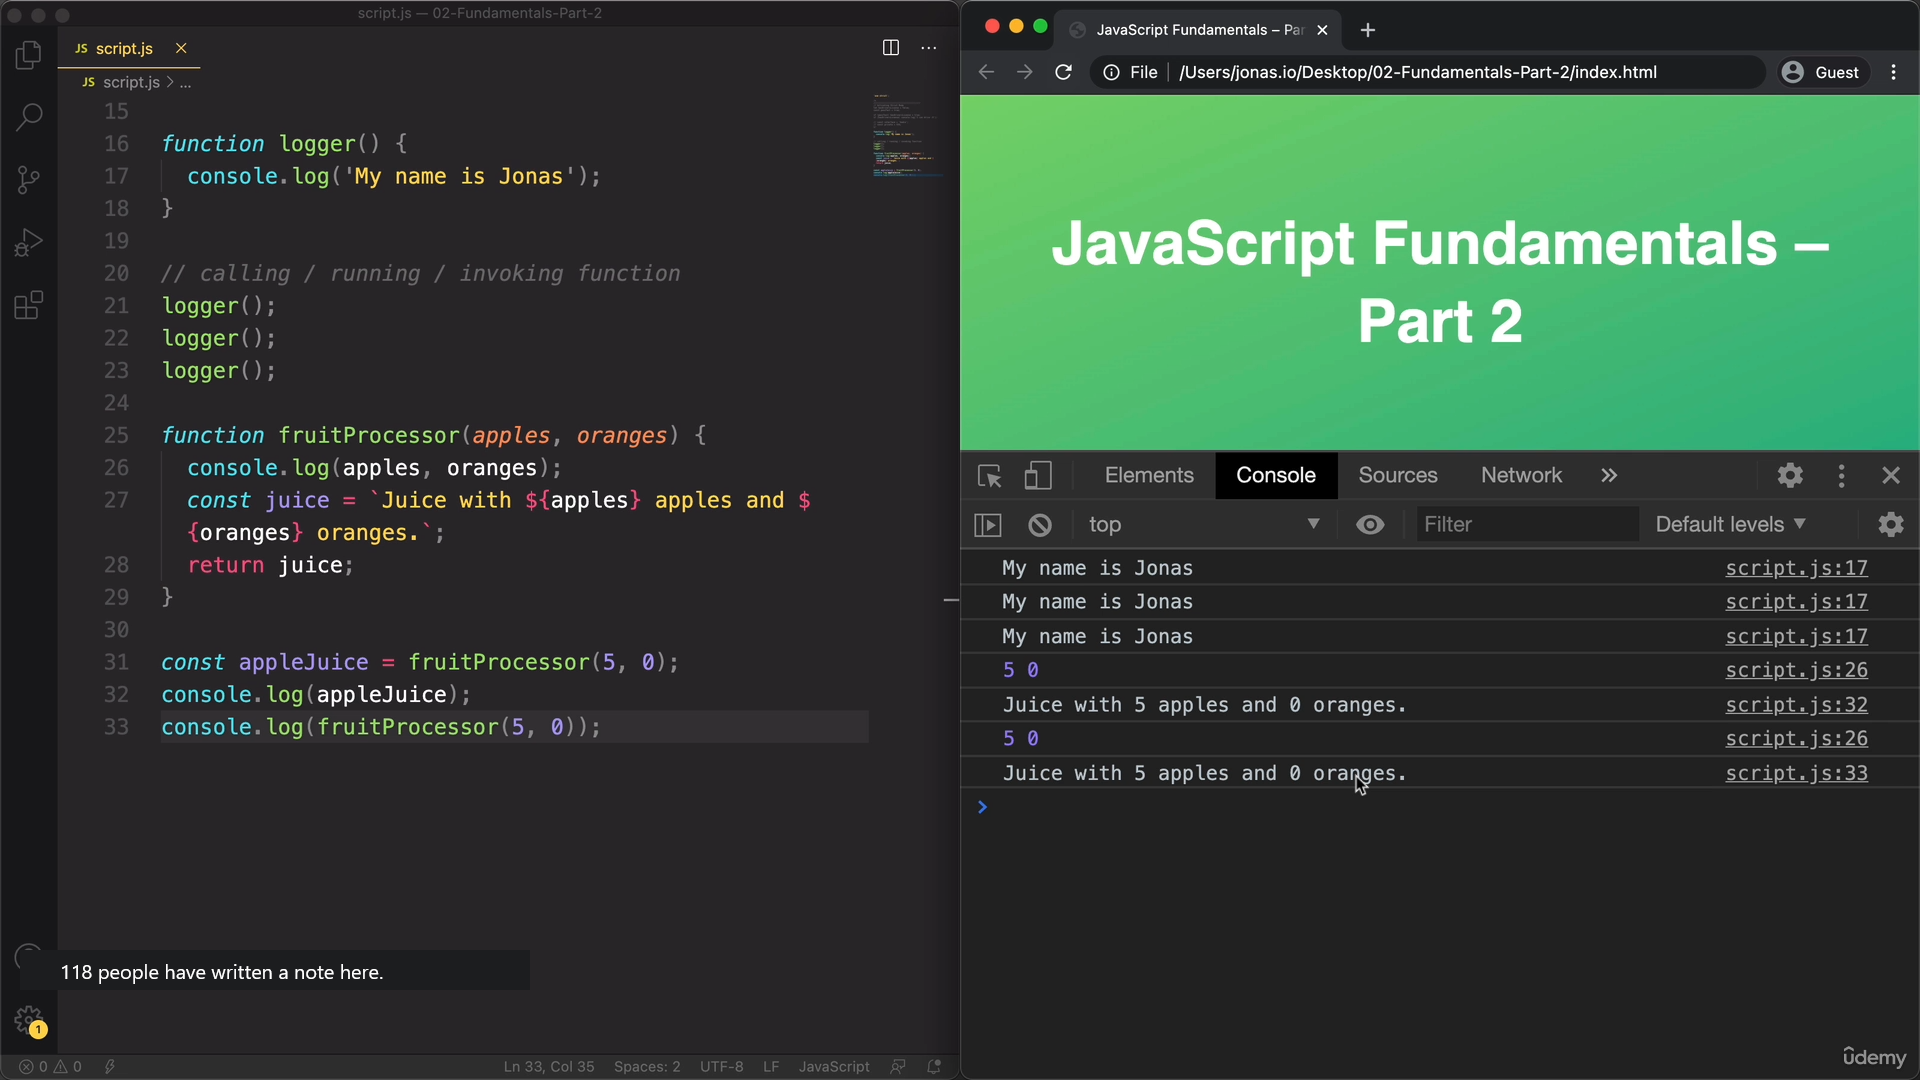 script.js — 02-Fundamentals-Part-2
JS script.js
JS script.js > ...
15
16 function logger() {
17 console.log('My name is Jonas');
18 }
19
20 // calling / running / invoking function
21 logger();
22 logger();
23 logger();
24
25 function fruitProcessor(apples, oranges) {
26 console.log(apples, oranges);
27 const juice = `Juice with ${apples} apples and $
{oranges} oranges.`;
28 return juice;
29 }
30
31 const appleJuice = fruitProcessor(5, 0);
32 console.log(appleJuice);
33 console.log(fruitProcessor(5, 0));
118 people have written a note here.
1
0 0 Ln 33, Col 35 Spaces: 2 UTF-8 LF JavaScript
JavaScript Fundamentals – Par
File /Users/jonas.io/Desktop/02-Fundamentals-Part-2/index.html Guest
JavaScript Fundamentals –
Part 2
Elements Console Sources Network »
top Filter Default levels
My name is Jonas script.js:17
My name is Jonas script.js:17
My name is Jonas script.js:17
5 0 script.js:26
Juice with 5 apples and 0 oranges. script.js:32
5 0 script.js:26
Juice with 5 apples and 0 oranges. script.js:33
>
ûdemy